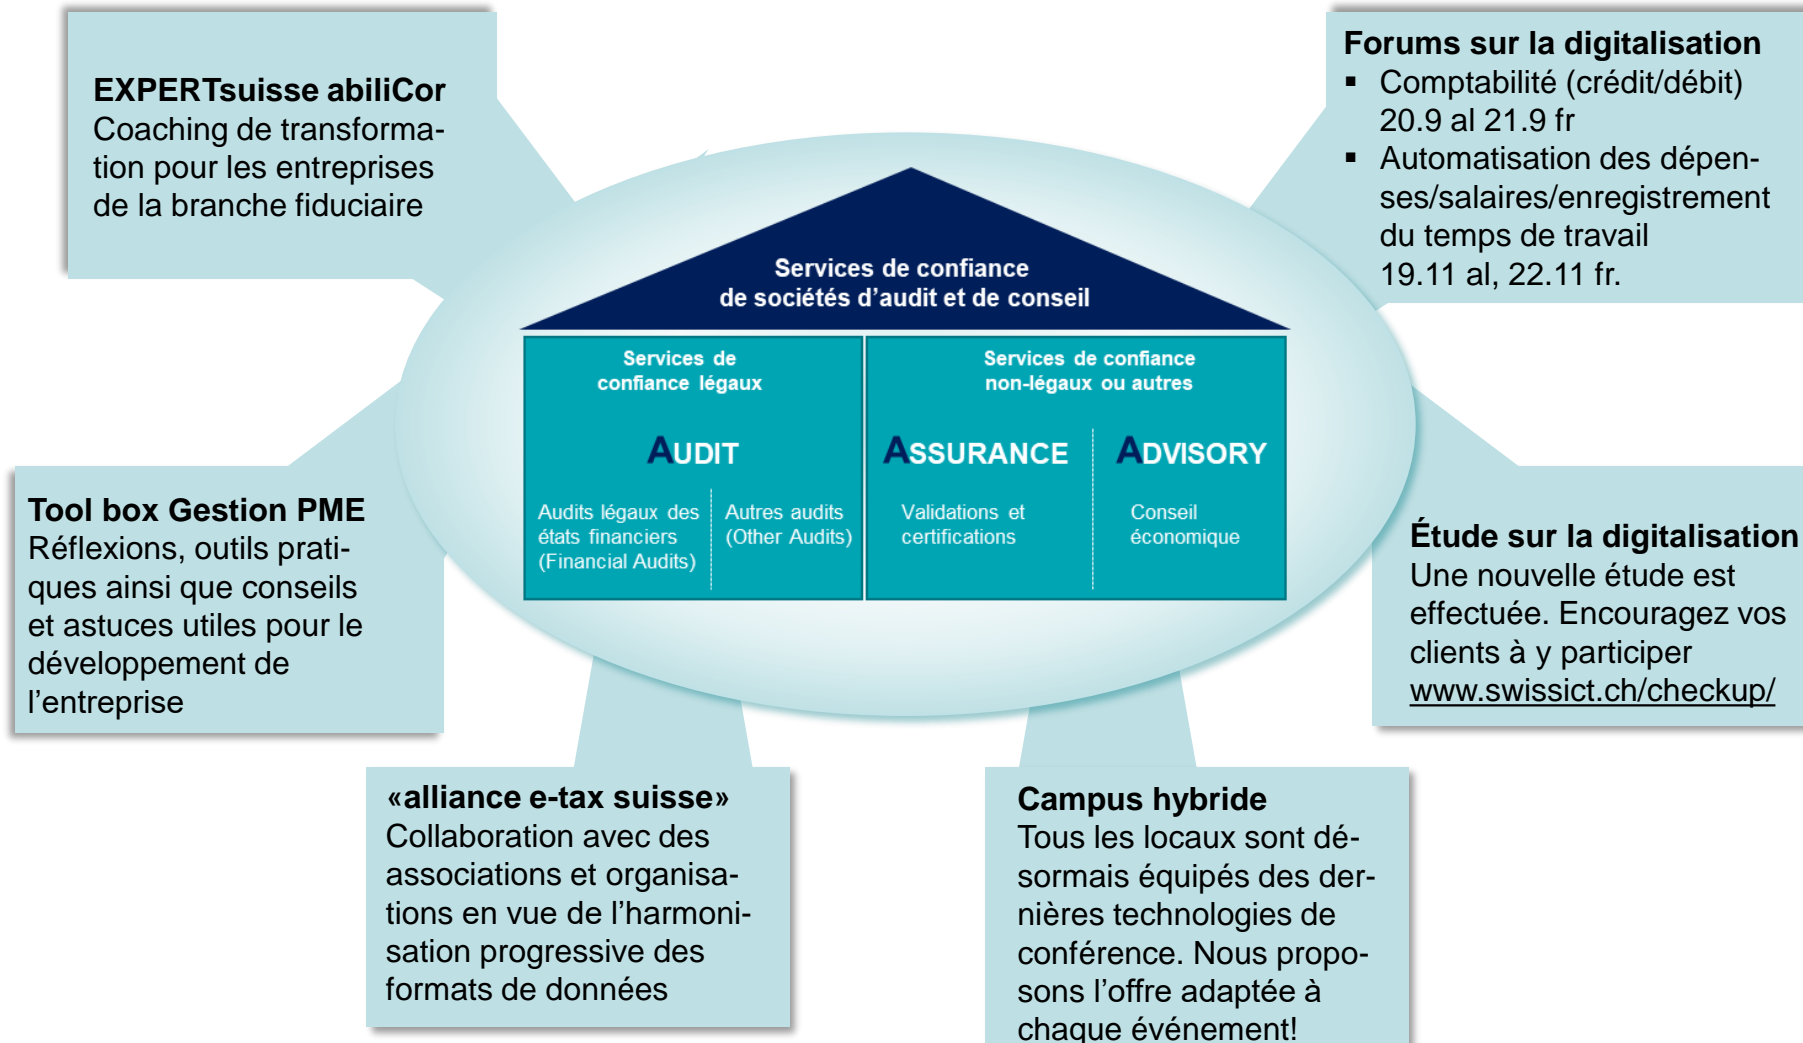 EXPERTsuisse abiliCor
Coaching de transforma-
tion pour les entreprises
de la branche fiduciaire
Forums sur la digitalisation
▪ Comptabilité (crédit/débit)
20.9 al 21.9 fr
▪ Automatisation des dépen-
ses/salaires/enregistrement
du temps de travail
19.11 al, 22.11 fr.
Services de confiance
de sociétés d'audit et de conseil
Services de
confiance légaux
AUDIT
Audits légaux des
états financiers
(Financial Audits)
Autres audits
(Other Audits)
Services de confiance
non-légaux ou autres
ASSURANCE
Validations et
certifications
ADVISORY
Conseil
économique
Tool box Gestion PME
Réflexions, outils prati-
ques ainsi que conseils
et astuces utiles pour le
développement de
l'entreprise
Étude sur la digitalisation
Une nouvelle étude est
effectuée. Encouragez vos
clients à y participer
www.swissict.ch/checkup/
«alliance e-tax suisse»
Collaboration avec des
associations et organisa-
tions en vue de l'harmoni-
sation progressive des
formats de données
Campus hybride
Tous les locaux sont dé-
sormais équipés des der-
nières technologies de
conférence. Nous propo-
sons l'offre adaptée à
chaque événement!